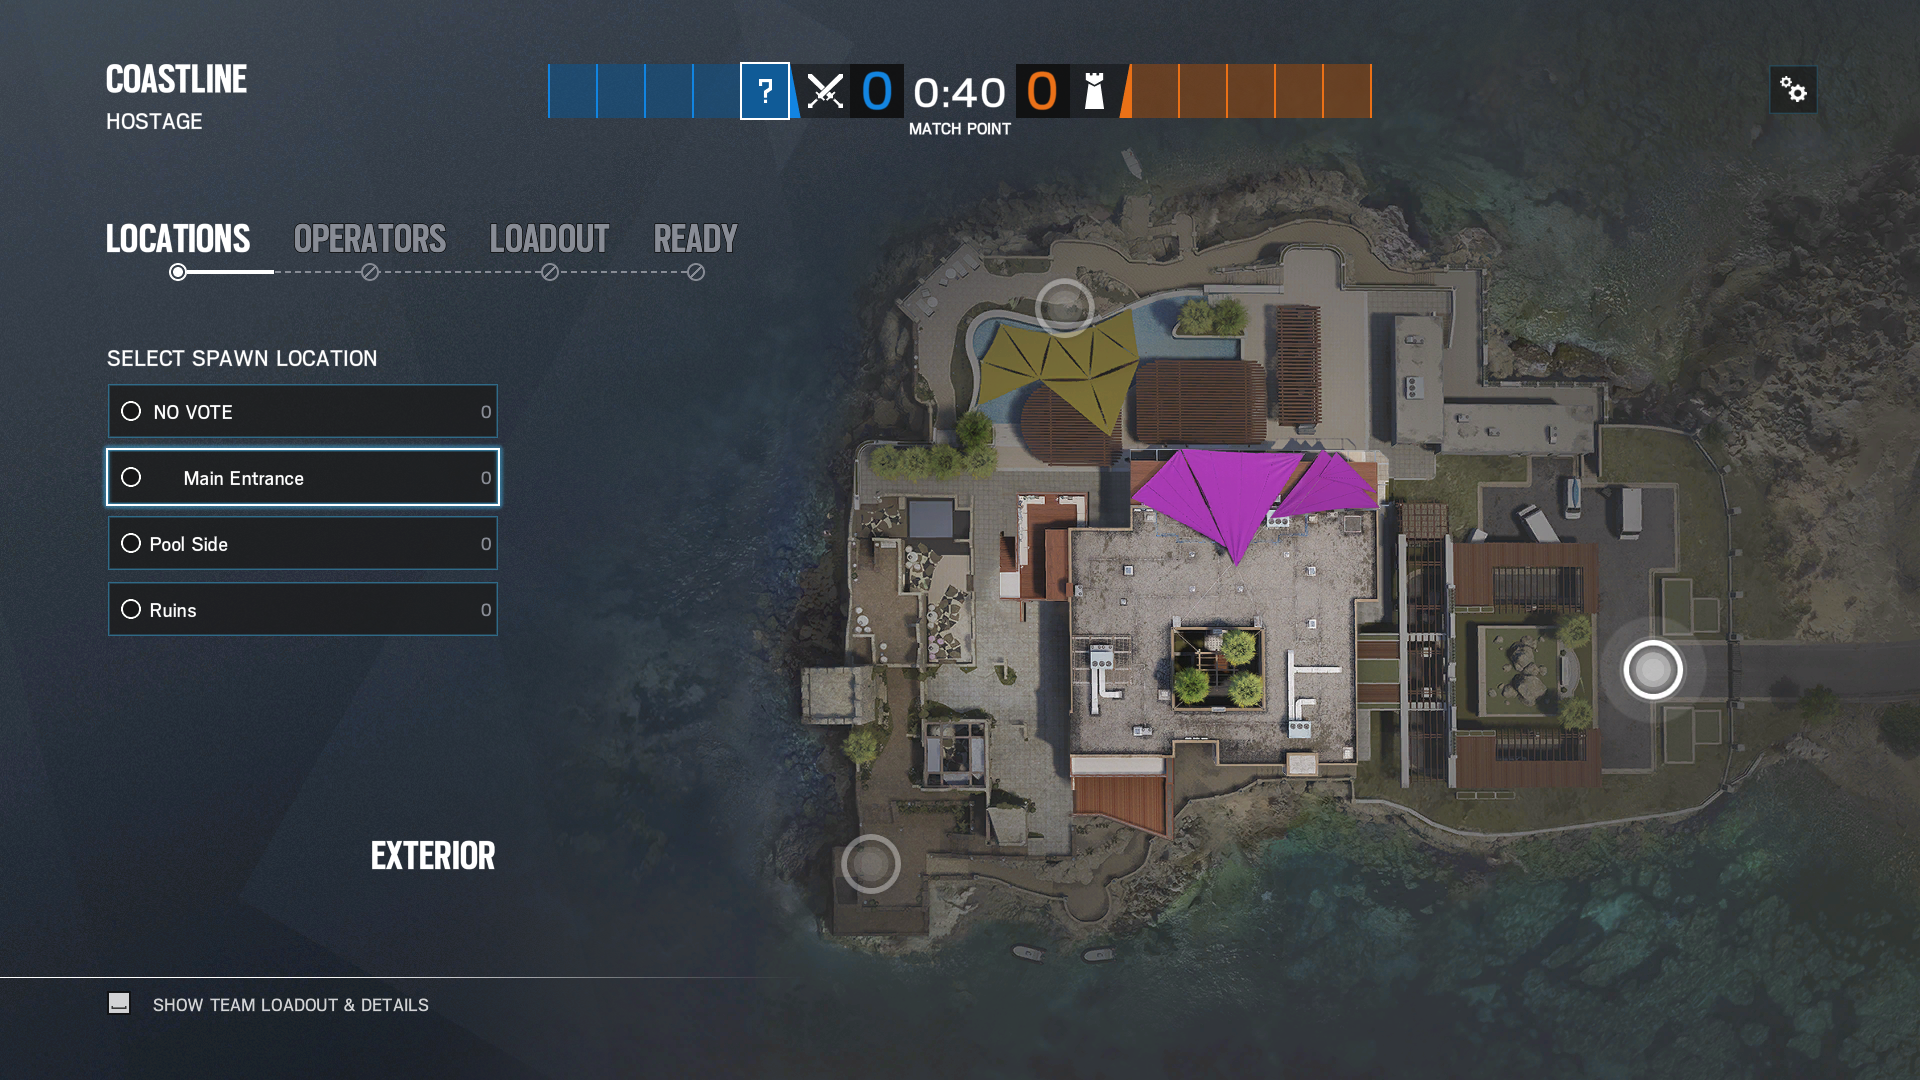 COASTLINE
HOSTAGE
?
0
0:40
0
MATCH POINT
LOCATIONS
OPERATORS
LOADOUT
READY
SELECT SPAWN LOCATION
NO VOTE 0
Main Entrance 0
Pool Side 0
Ruins 0
EXTERIOR
SHOW TEAM LOADOUT & DETAILS